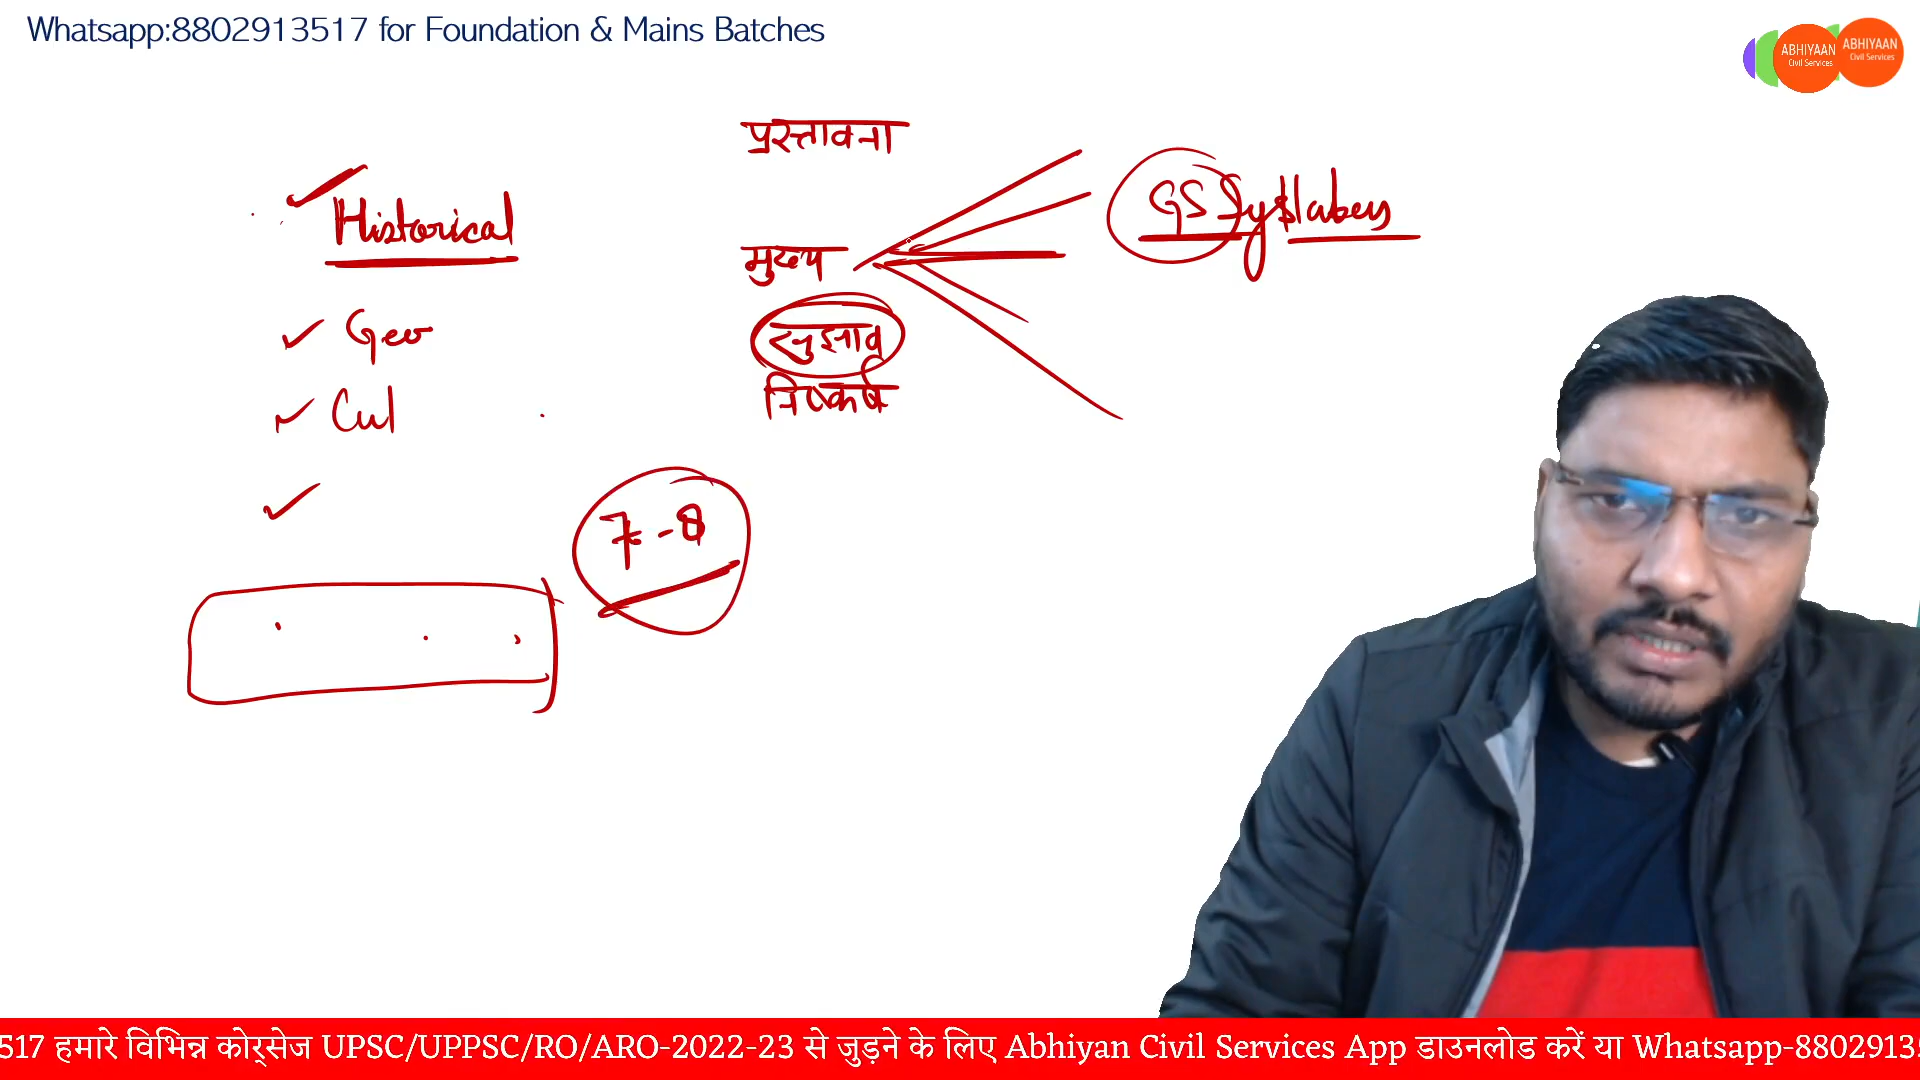 Whatsapp:8802913517 for Foundation & Mains Batches
ABHIYAAN
Civil Services
ABHIYAAN
Civil Services
प्रस्तावना
Historical
GS Syllabus
मुख्य
Geo
सुझाव
Cul
निष्कर्ष
7-8
517 हमारे विभिन्न कोर्सेज UPSC/UPPSC/RO/ARO-2022-23 से जुड़ने के लिए Abhiyan Civil Services App डाउनलोड करें या Whatsapp-8802913